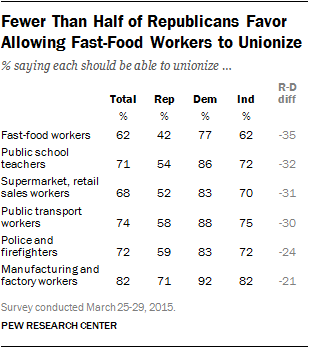 Fewer Than Half of Republicans Favor
Allowing Fast-Food Workers to Unionize
% saying each should be able to unionize ...
Total Rep Dem Ind R-D diff
% % % %
Fast-food workers 62 42 77 62 -35
Public school
teachers 71 54 86 72 -32
Supermarket, retail
sales workers 68 52 83 70 -31
Public transport
workers 74 58 88 75 -30
Police and
firefighters 72 59 83 72 -24
Manufacturing and
factory workers 82 71 92 82 -21
Survey conducted March 25-29, 2015.
PEW RESEARCH CENTER